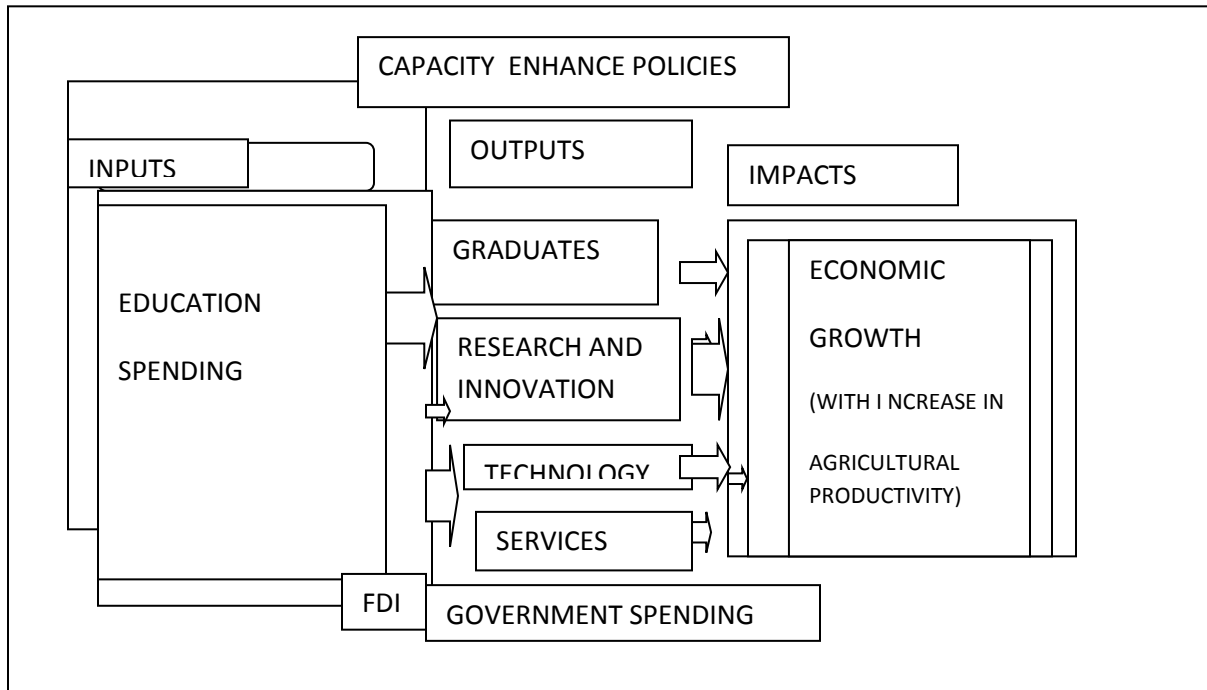 CAPACITY ENHANCE POLICIES
INPUTS
OUTPUTS
IMPACTS
EDUCATION
SPENDING
GRADUATES
RESEARCH AND
INNOVATION
TECHNOLOGY
SERVICES
ECONOMIC
GROWTH
(WITH I NCREASE IN
AGRICULTURAL
PRODUCTIVITY)
FDI
GOVERNMENT SPENDING